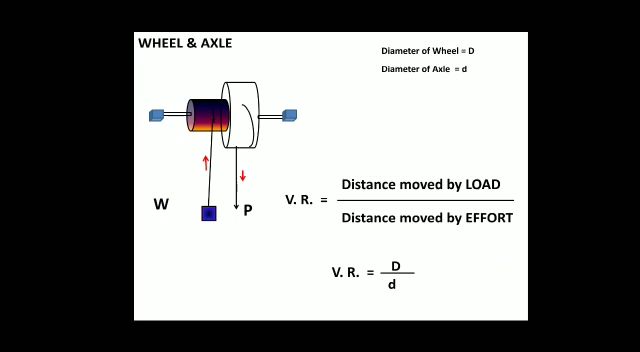 WHEEL & AXLE
Diameter of Wheel = D
Diameter of Axle = d
W
P
V. R. = Distance moved by LOAD
Distance moved by EFFORT
V. R. = D
d